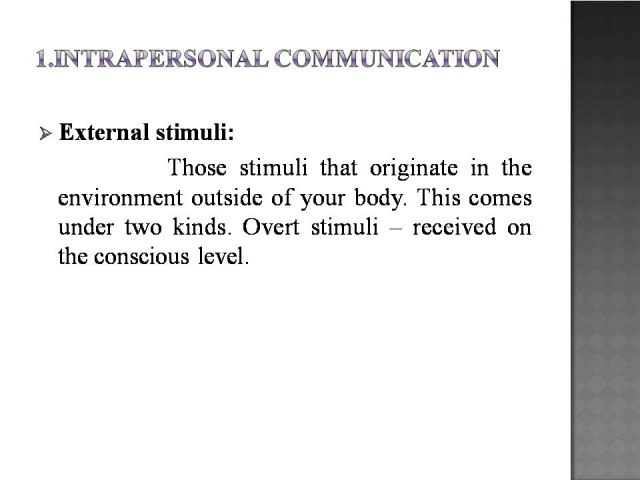 1.INTRAPERSONAL COMMUNICATION
External stimuli:
Those stimuli that originate in the
environment outside of your body. This comes
under two kinds. Overt stimuli – received on
the conscious level.